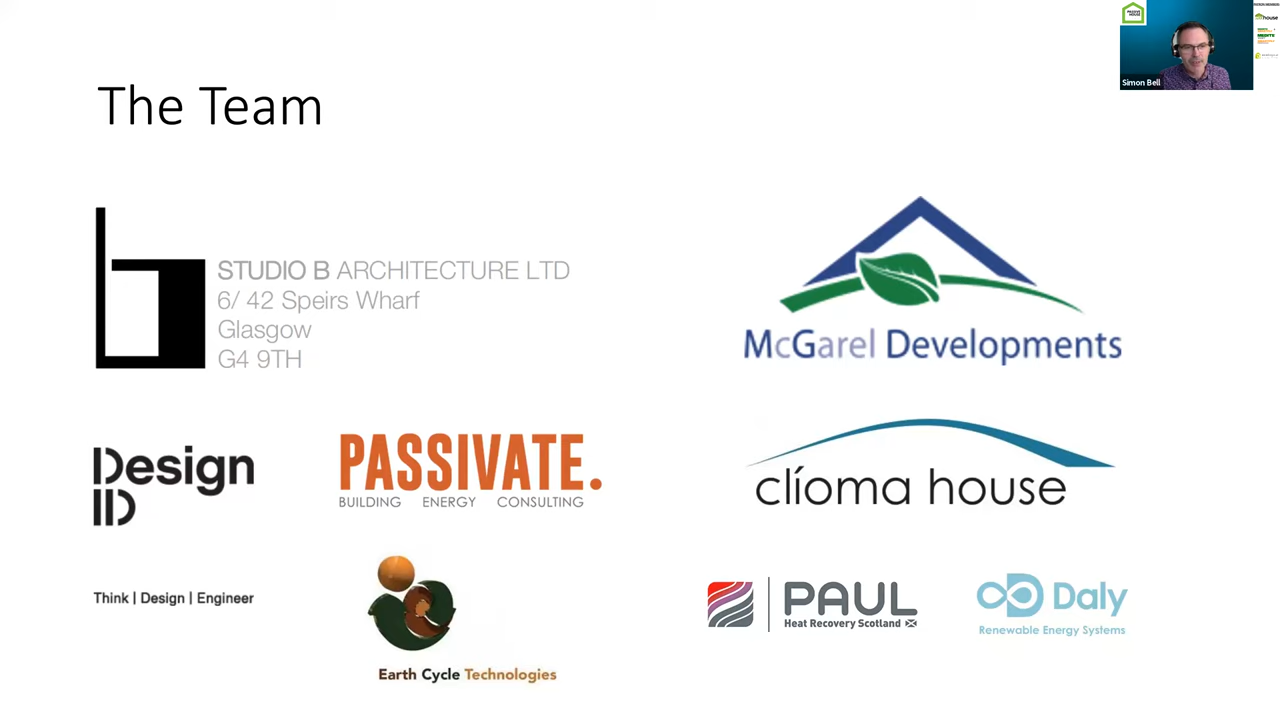 The Team
Simon Bell
PASSIVE HOUSE
STUDIO B ARCHITECTURE LTD
6/ 42 Speirs Wharf
Glasgow
G4 9TH
McGarel Developments
Design
ID
Think | Design | Engineer
PASSIVATE.
BUILDING ENERGY CONSULTING
clíoma house
Earth Cycle Technologies
PAUL
Heat Recovery Scotland
Daly
Renewable Energy Systems